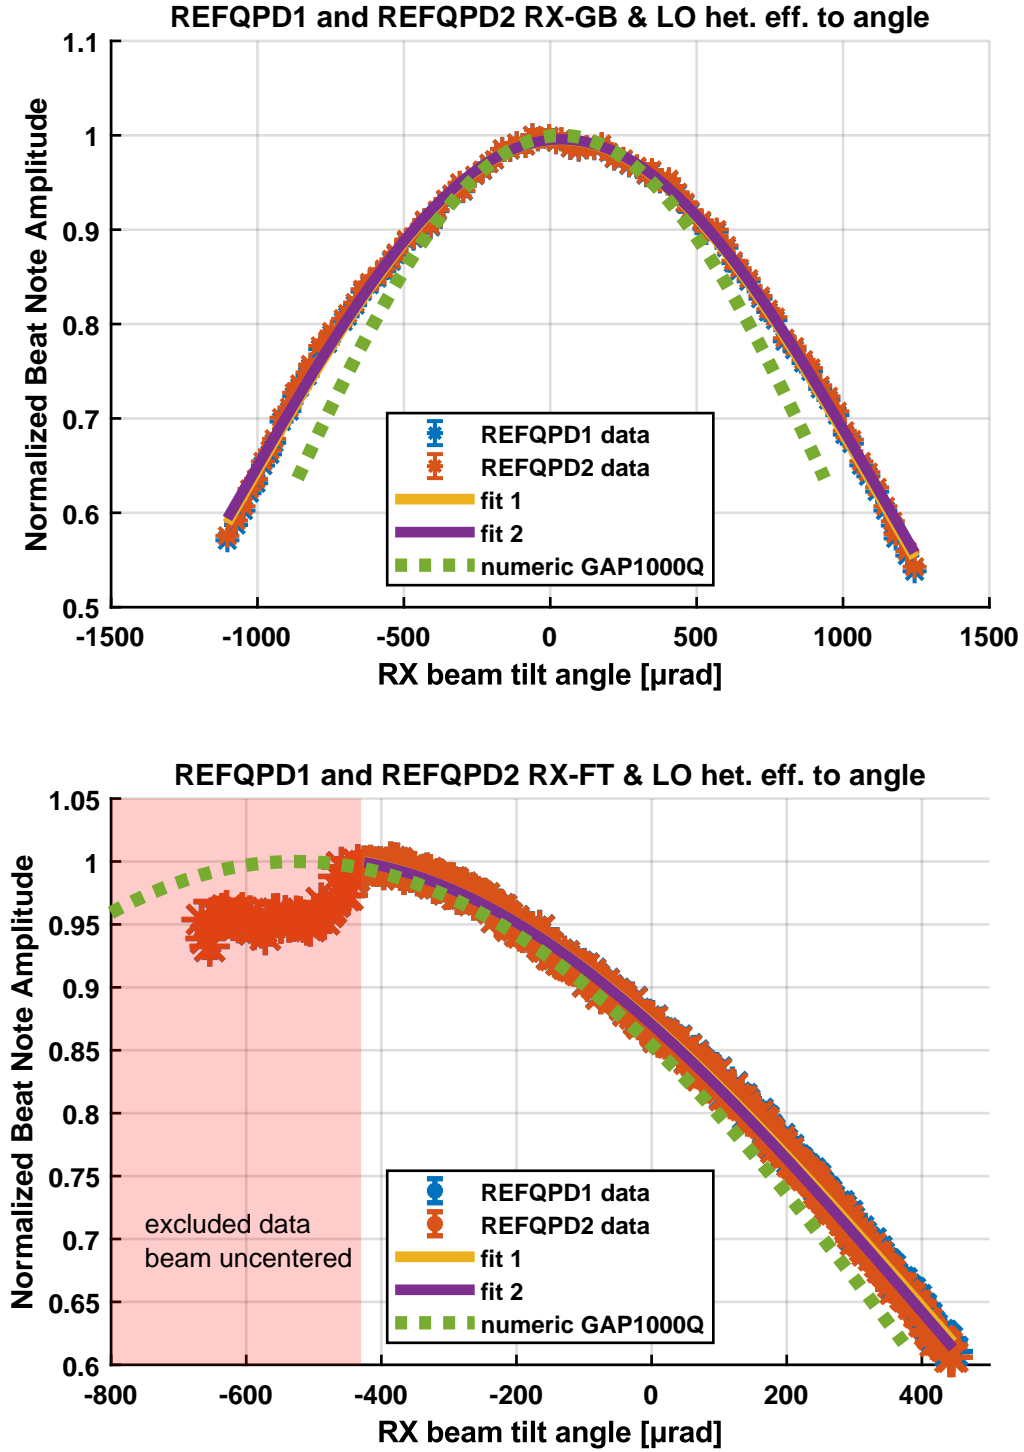 REFQPD1 and REFQPD2 RX-GB & LO het. eff. to angle
1.1
1
0.9
0.8
0.7
0.6
0.5
Normalized Beat Note Amplitude
REFQPD1 data
REFQPD2 data
fit 1
fit 2
numeric GAP1000Q
-1500 -1000 -500 0 500 1000 1500
RX beam tilt angle [µrad]
REFQPD1 and REFQPD2 RX-FT & LO het. eff. to angle
1.05
1
0.95
0.9
0.85
0.8
0.75
0.7
0.65
0.6
Normalized Beat Note Amplitude
excluded data
beam uncentered
REFQPD1 data
REFQPD2 data
fit 1
fit 2
numeric GAP1000Q
-800 -600 -400 -200 0 200 400
RX beam tilt angle [µrad]